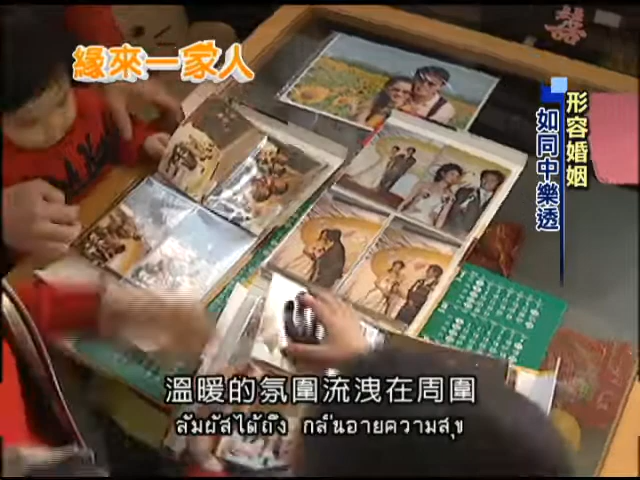 緣來一家人
囍
形容婚姻
如同中樂透
溫暖的氛圍流洩在周圍
สัมผัสได้ถึง กลิ่นอายความสุข